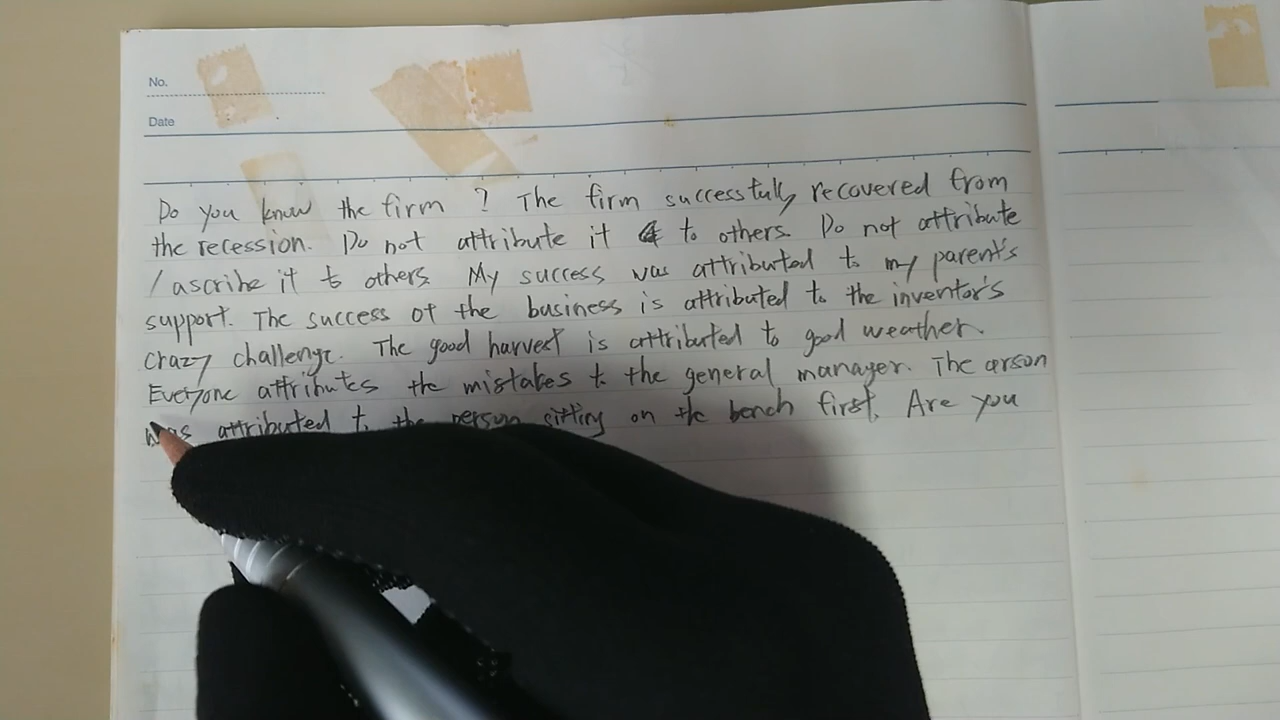 No.
Date
Do you know the firm ? The firm successfully recovered from
the recession. Do not attribute it to others. Do not attribute
/ ascribe it to others. My success was attributed to my parent's
support. The success of the business is attributed to the inventor's
crazy challenge. The good harvest is attributed to good weather.
Everyone attributes the mistakes to the general manager. The arson
was attributed to the person sitting on the bench first. Are you